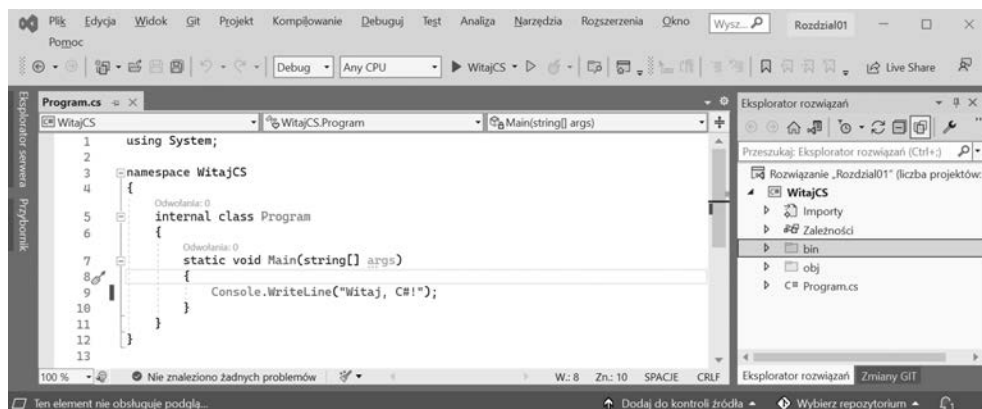 Plik Edycja Widok Git Projekt Kompilowanie Debuguj Test Analiza Narzędzia Rozszerzenia Okno Wysz... Rozdzial01
Pomoc
Debug Any CPU WitajCS Live Share
Eksplorator serwera
Przybornik
Program.cs
WitajCS WitajCS.Program Main(string[] args)
1 using System;
2
3 namespace WitajCS
4 {
Odwołania: 0
5 internal class Program
6 {
Odwołania: 0
7 static void Main(string[] args)
8 {
9 Console.WriteLine("Witaj, C#!");
10 }
11 }
12 }
13
100 % Nie znaleziono żadnych problemów W.: 8 Zn.: 10 SPACJE CRLF
Eksplorator rozwiązań
Przeszukaj: Eksplorator rozwiązań (Ctrl+;)
Rozwiązanie „Rozdzial01" (liczba projektów:
C# WitajCS
Importy
Zależności
bin
obj
C# Program.cs
Eksplorator rozwiązań Zmiany GIT
Ten element nie obsługuje podglą... Dodaj do kontroli źródła Wybierz repozytorium 1